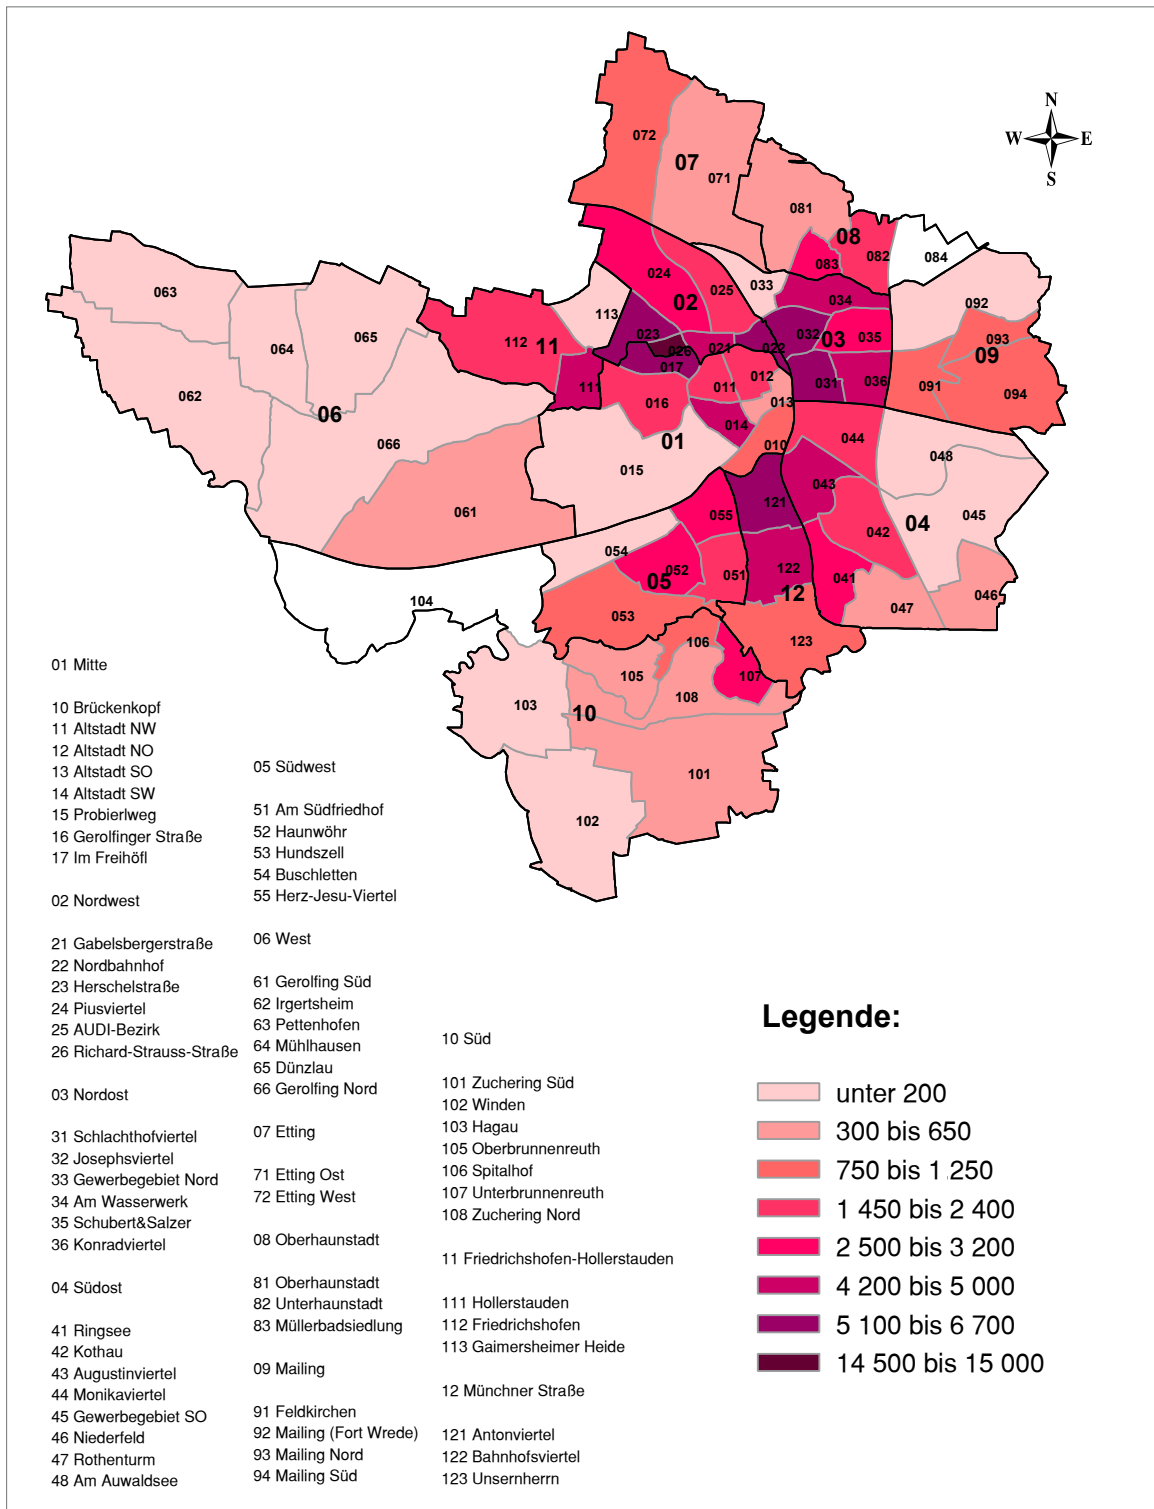 N
W E
S
072
07
071
081
08
082
084
083
024
033
092
063
02
025
034
113
023
022
032
03
035
093
09
064
065
112
11
026
021
017
111
016
011
012
013
031
036
091
094
062
06
066
014
01
010
044
015
048
043
121
061
055
04
045
042
054
052
05
051
122
12
041
046
047
104
053
106
123
105
107
103
10
108
101
102
01 Mitte
10 Brückenkopf
11 Altstadt NW
12 Altstadt NO
13 Altstadt SO
14 Altstadt SW
15 Probierlweg
16 Gerolfinger Straße
17 Im Freihöfl
02 Nordwest
21 Gabelsbergerstraße
22 Nordbahnhof
23 Herschelstraße
24 Piusviertel
25 AUDI-Bezirk
26 Richard-Strauss-Straße
03 Nordost
31 Schlachthofviertel
32 Josephsviertel
33 Gewerbegebiet Nord
34 Am Wasserwerk
35 Schubert&Salzer
36 Konradviertel
04 Südost
41 Ringsee
42 Kothau
43 Augustinviertel
44 Monikaviertel
45 Gewerbegebiet SO
46 Niederfeld
47 Rothenturm
48 Am Auwaldsee
05 Südwest
51 Am Südfriedhof
52 Haunwöhr
53 Hundszell
54 Buschletten
55 Herz-Jesu-Viertel
06 West
61 Gerolfing Süd
62 Irgertsheim
63 Pettenhofen
64 Mühlhausen
65 Dünzlau
66 Gerolfing Nord
07 Etting
71 Etting Ost
72 Etting West
08 Oberhaunstadt
81 Oberhaunstadt
82 Unterhaunstadt
83 Müllerbadsiedlung
09 Mailing
91 Feldkirchen
92 Mailing (Fort Wrede)
93 Mailing Nord
94 Mailing Süd
10 Süd
101 Zuchering Süd
102 Winden
103 Hagau
105 Oberbrunnenreuth
106 Spitalhof
107 Unterbrunnenreuth
108 Zuchering Nord
11 Friedrichshofen-Hollerstauden
111 Hollerstauden
112 Friedrichshofen
113 Gaimersheimer Heide
12 Münchner Straße
121 Antonviertel
122 Bahnhofsviertel
123 Unsernherrn
Legende:
unter 200
300 bis 650
750 bis 1 250
1 450 bis 2 400
2 500 bis 3 200
4 200 bis 5 000
5 100 bis 6 700
14 500 bis 15 000